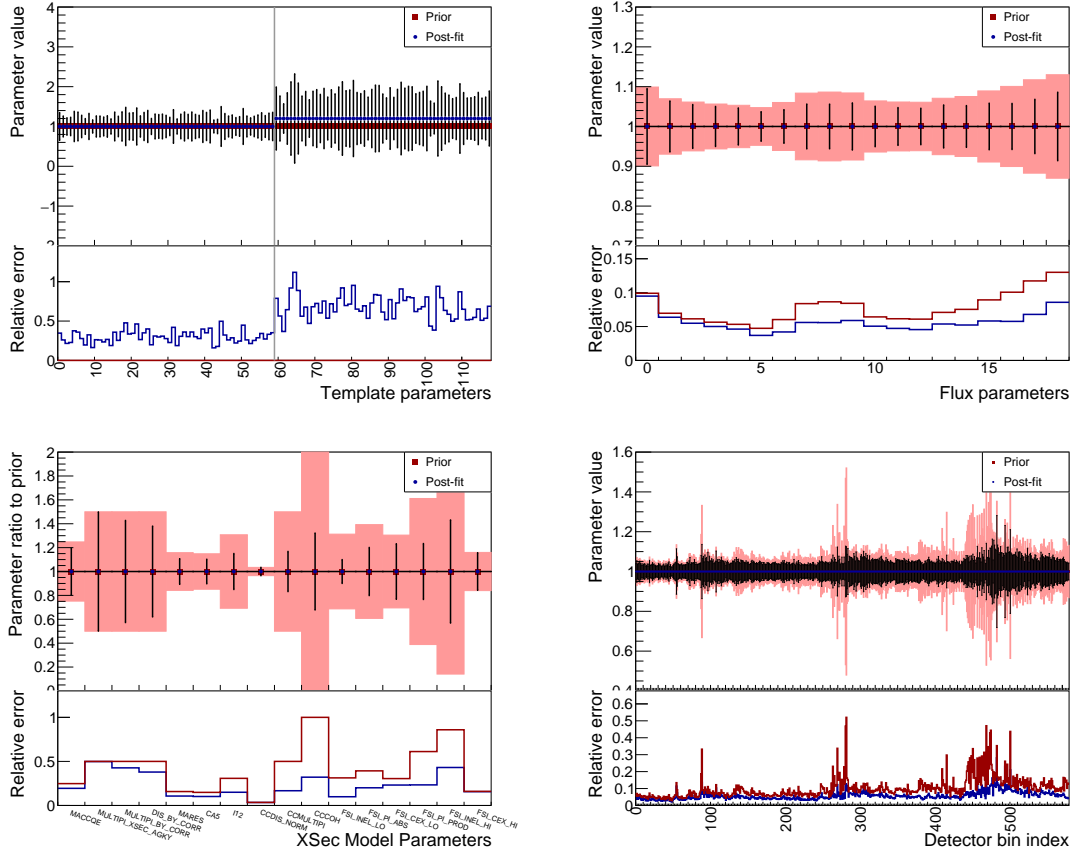 Parameter value
4
3
2
1
0
−1
2
Prior
Post-fit
Relative error
1
0.5
0
0 10 20 30 40 50 60 70 80 90 100 110
Template parameters
Parameter value
1.3
1.2
1.1
1
0.9
0.8
0.7
Prior
Post-fit
Relative error
0.15
0.1
0.05
0
0 5 10 15
Flux parameters
Parameter ratio to prior
2
1.8
1.6
1.4
1.2
1
0.8
0.6
0.4
0.2
0
Prior
Post-fit
Relative error
1
0.5
0
MACCQE MULTIPI_XSEC_AGKY MULTIPI_BY_CORR DIS_BY_CORR MARES CA5 I12 CCDIS_NORM CCMULTIPI CCCOH FSI_INEL_LO FSI_PI_ABS FSI_CEX_LO FSI_PI_PROD FSI_INEL_HI FSI_CEX_HI
XSec Model Parameters
Parameter value
1.6
1.4
1.2
1
0.8
0.6
0.4
Prior
Post-fit
Relative error
0.6
0.5
0.4
0.3
0.2
0.1
0
0 100 200 300 400 500
Detector bin index